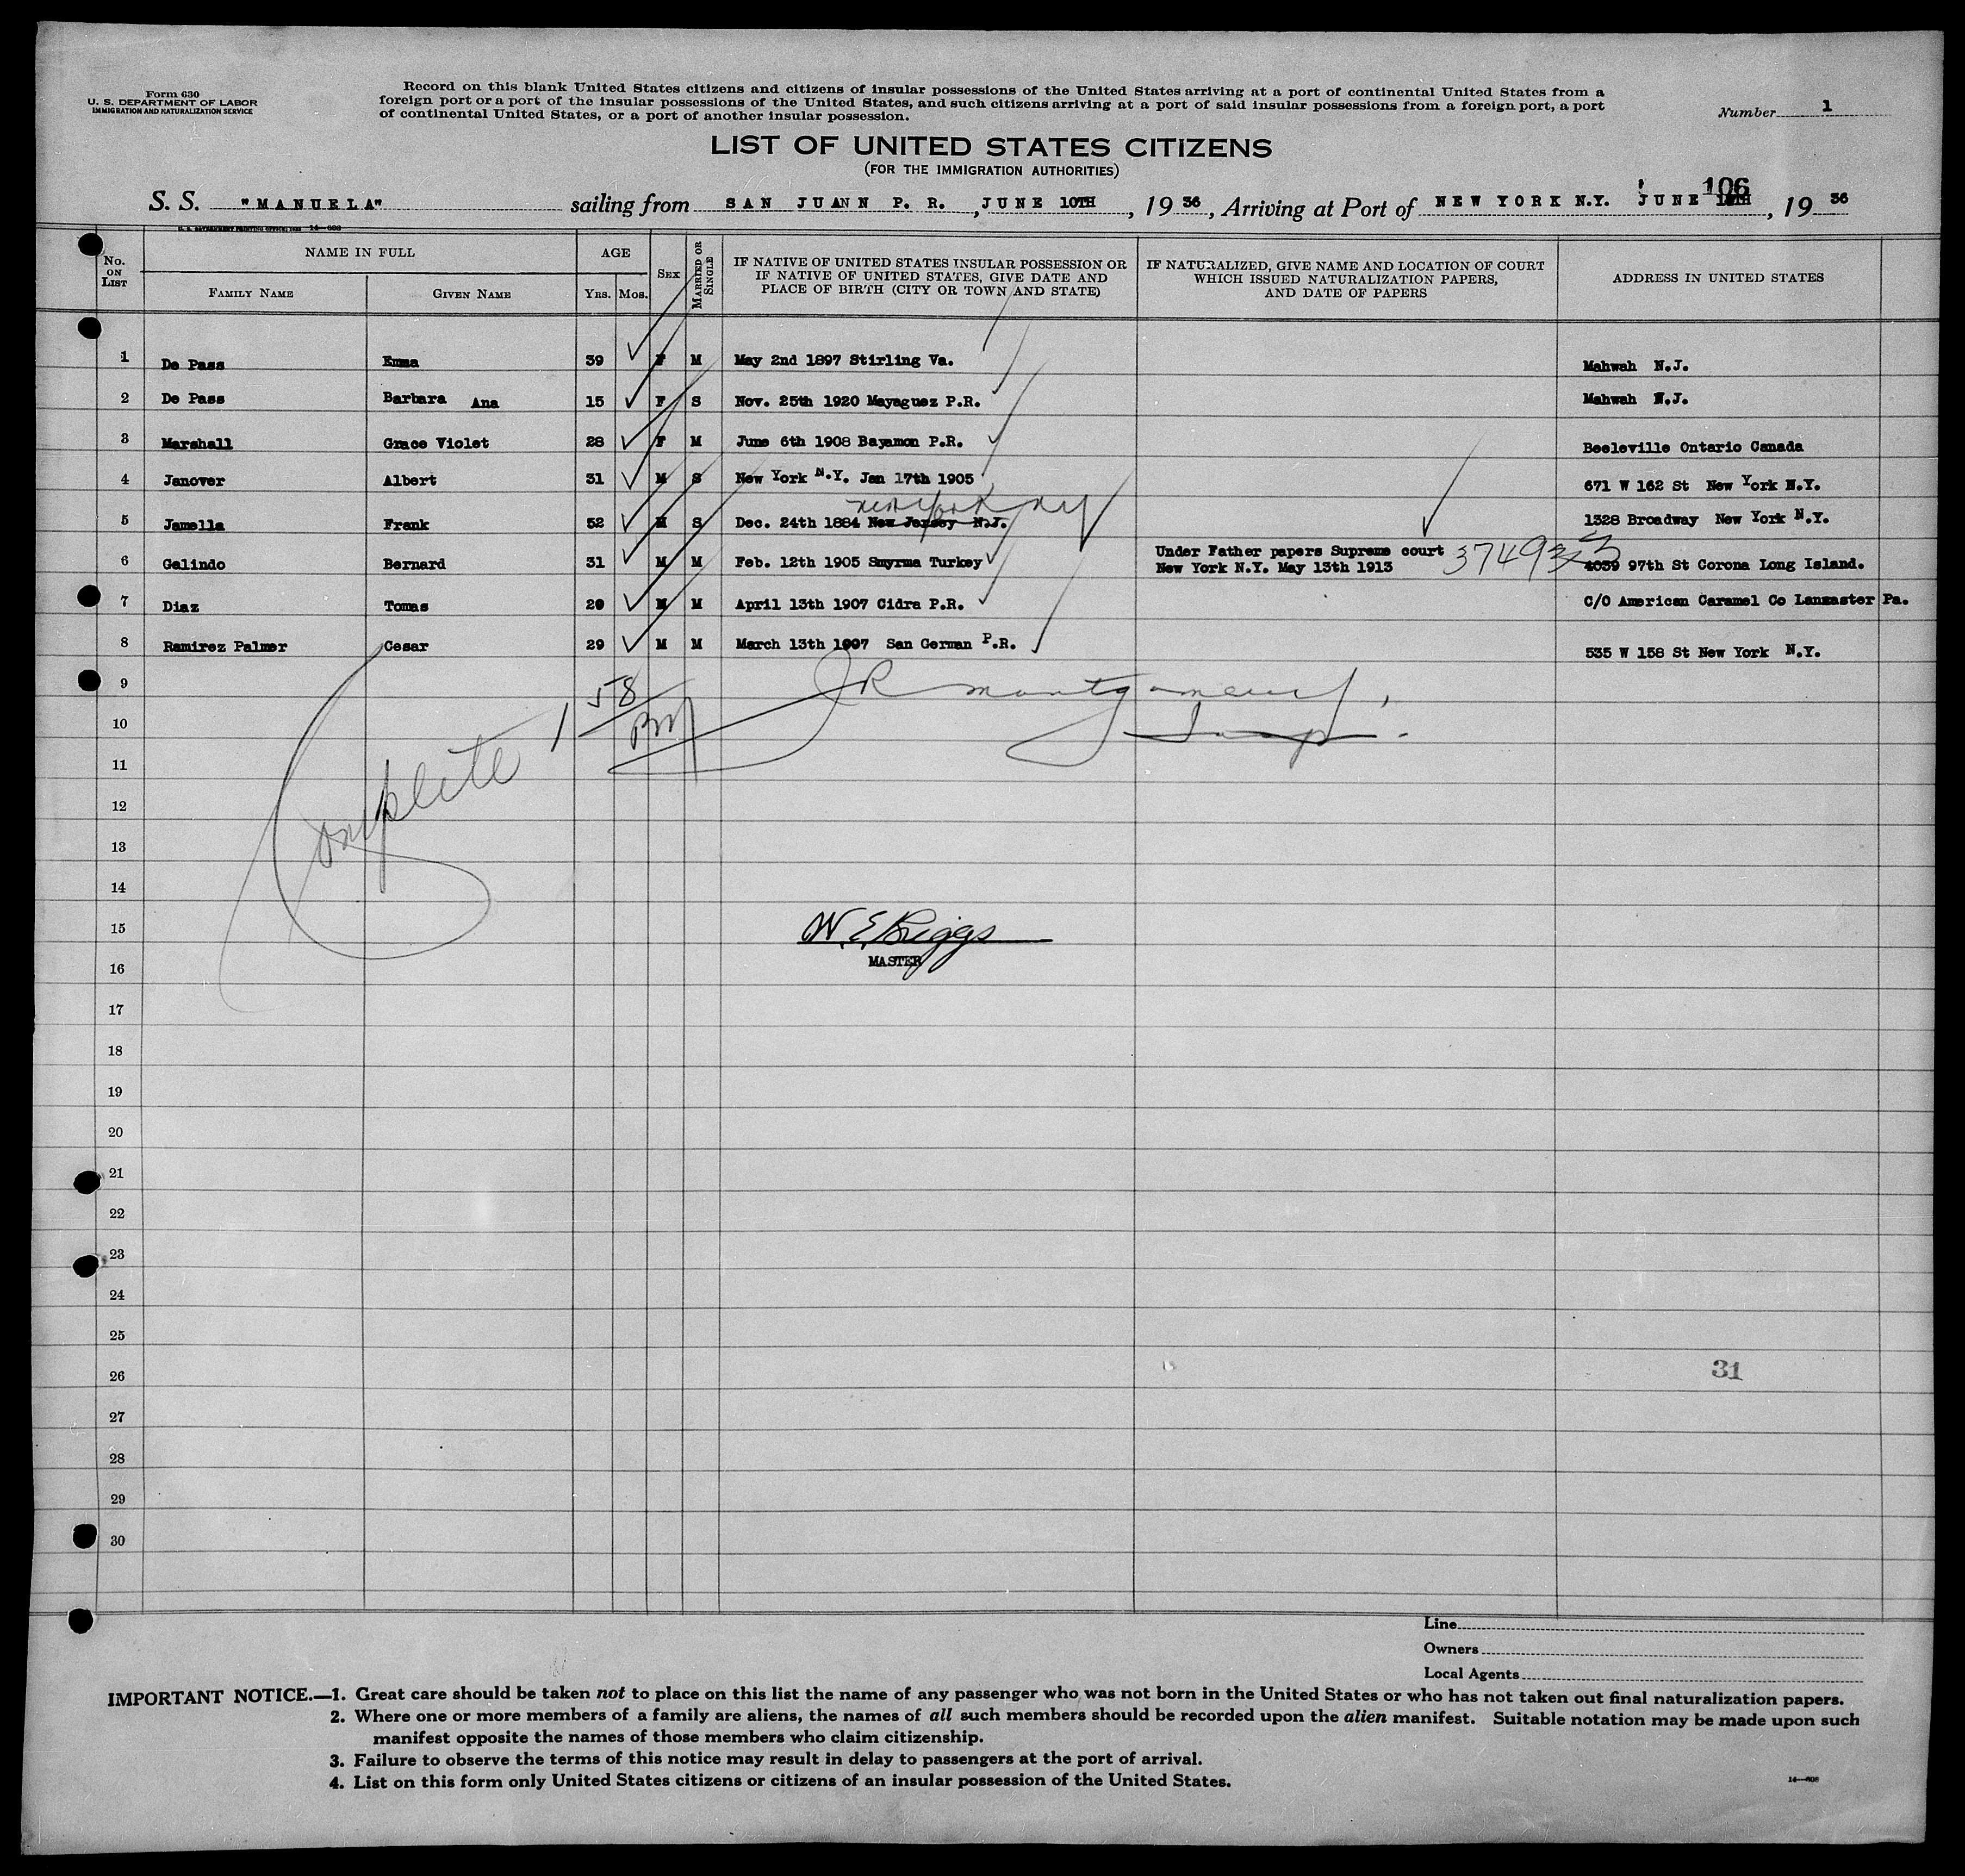 Form 630
U. S. DEPARTMENT OF LABOR
IMMIGRATION AND NATURALIZATION SERVICE
Record on this blank United States citizens and citizens of insular possessions of the United States arriving at a port of continental United States from a
foreign port or a port of the insular possessions of the United States, and such citizens arriving at a port of said insular possessions from a foreign port, a port
of continental United States, or a port of another insular possession.
Number 1
LIST OF UNITED STATES CITIZENS
(FOR THE IMMIGRATION AUTHORITIES)
106
S. S. "MANUELA" sailing from SAN JUANN P. R., JUNE 10TH, 1936, Arriving at Port of NEW YORK N.Y. JUNE, 1936
U. S. GOVERNMENT PRINTING OFFICE: 14—608
No. ON LIST
NAME IN FULL
FAMILY NAME GIVEN NAME
AGE
YRS. MOS.
SEX
MARRIED OR SINGLE
IF NATIVE OF UNITED STATES INSULAR POSSESSION OR
IF NATIVE OF UNITED STATES, GIVE DATE AND
PLACE OF BIRTH (CITY OR TOWN AND STATE)
IF NATURALIZED, GIVE NAME AND LOCATION OF COURT
WHICH ISSUED NATURALIZATION PAPERS,
AND DATE OF PAPERS
ADDRESS IN UNITED STATES
1 De Pass Emma 39 F M May 2nd 1897 Stirling Va. Mahwah N.J.
2 De Pass Barbara Ana 15 F S Nov. 25th 1920 Mayaguez P.R. Mahwah N.J.
3 Marshall Grace Violet 28 F M June 6th 1908 Bayamon P.R. Beeleville Ontario Canada
4 Janover Albert 31 M S New York N.Y. Jan 17th 1905 671 W 162 St New York N.Y.
New York NY
5 Jamella Frank 52 M S Dec. 24th 1884 New Jersey N.J. 1328 Broadway New York N.Y.
6 Galindo Bernard 31 M M Feb. 12th 1905 Smyrna Turkey Under Father papers Supreme court 4039 97th St Corona Long Island.
New York N.Y. May 13th 1913
7 Diaz Tomas 29 M M April 13th 1907 Cidra P.R. C/O American Caramel Co Lanzaster Pa.
8 Ramirez Palmer Cesar 29 M M March 13th 1907 San German P.R. 535 W 158 St New York N.Y.
9
10
Complete 1 58 PM
JR Montgomery,
Insp.
11
12
13
14
15
W. E. Briggs
MASTER
16
17
18
19
20
21
22
23
24
25
26
31
27
28
29
30
Line
Owners
Local Agents
IMPORTANT NOTICE.—1. Great care should be taken not to place on this list the name of any passenger who was not born in the United States or who has not taken out final naturalization papers.
2. Where one or more members of a family are aliens, the names of all such members should be recorded upon the alien manifest. Suitable notation may be made upon such
manifest opposite the names of those members who claim citizenship.
3. Failure to observe the terms of this notice may result in delay to passengers at the port of arrival.
4. List on this form only United States citizens or citizens of an insular possession of the United States.
14—608